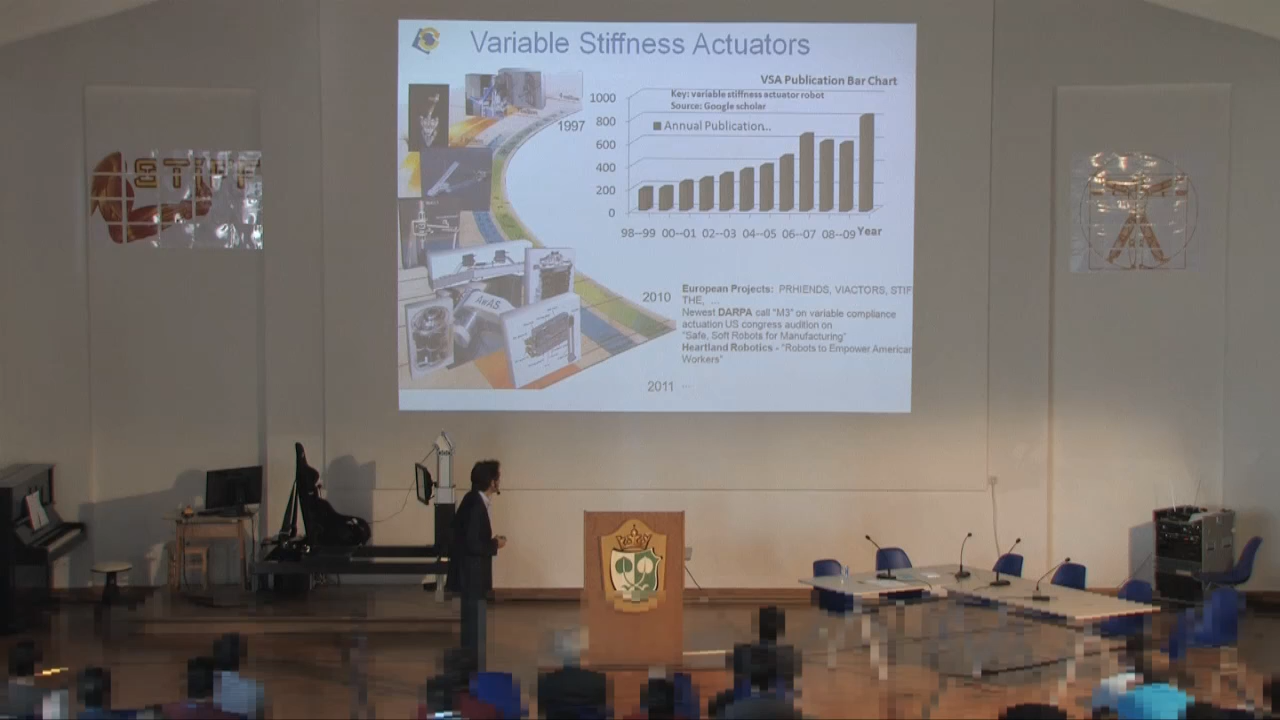 Variable Stiffness Actuators
VSA Publication Bar Chart
Key: variable stiffness actuator robot
Source: Google scholar
Annual Publication..
1000
800
600
400
200
0
98--99 00--01 02--03 04--05 06--07 08--09 Year
1997
2010
2011 ...
AwAS
European Projects: PRHIENDS, VIACTORS, STIF
THE, ...
Newest DARPA call "M3" on variable compliance
actuation US congress audition on
"Safe, Soft Robots for Manufacturing"
Heartland Robotics - "Robots to Empower American
Workers"